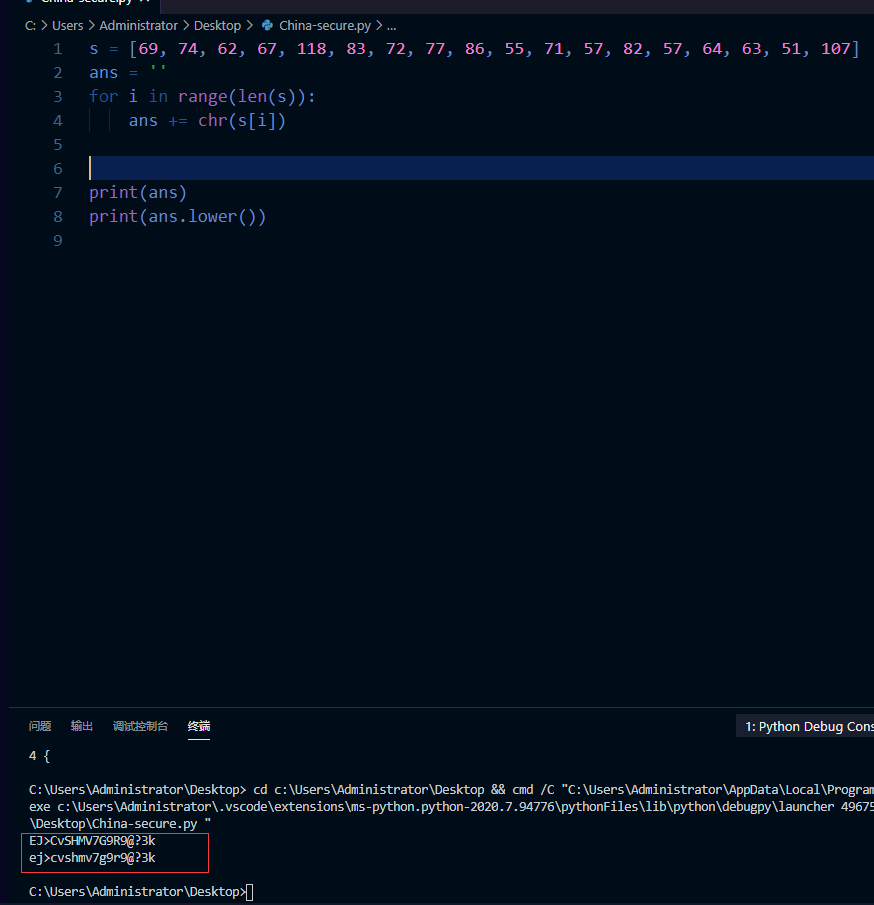 China-secure.py
C: > Users > Administrator > Desktop > China-secure.py > ...
1 s = [69, 74, 62, 67, 118, 83, 72, 77, 86, 55, 71, 57, 82, 57, 64, 63, 51, 107]
2 ans = ''
3 for i in range(len(s)):
4 ans += chr(s[i])
5
6
7 print(ans)
8 print(ans.lower())
9
问题 输出 调试控制台 终端 1: Python Debug Cons
4 {
C:\Users\Administrator\Desktop> cd c:\Users\Administrator\Desktop && cmd /C "C:\Users\Administrator\AppData\Local\Program
exe c:\Users\Administrator\.vscode\extensions\ms-python.python-2020.7.94776\pythonFiles\lib\python\debugpy\launcher 49675
\Desktop\China-secure.py "
EJ>CvSHMV7G9R9@?3k
ej>cvshmv7g9r9@?3k
C:\Users\Administrator\Desktop>